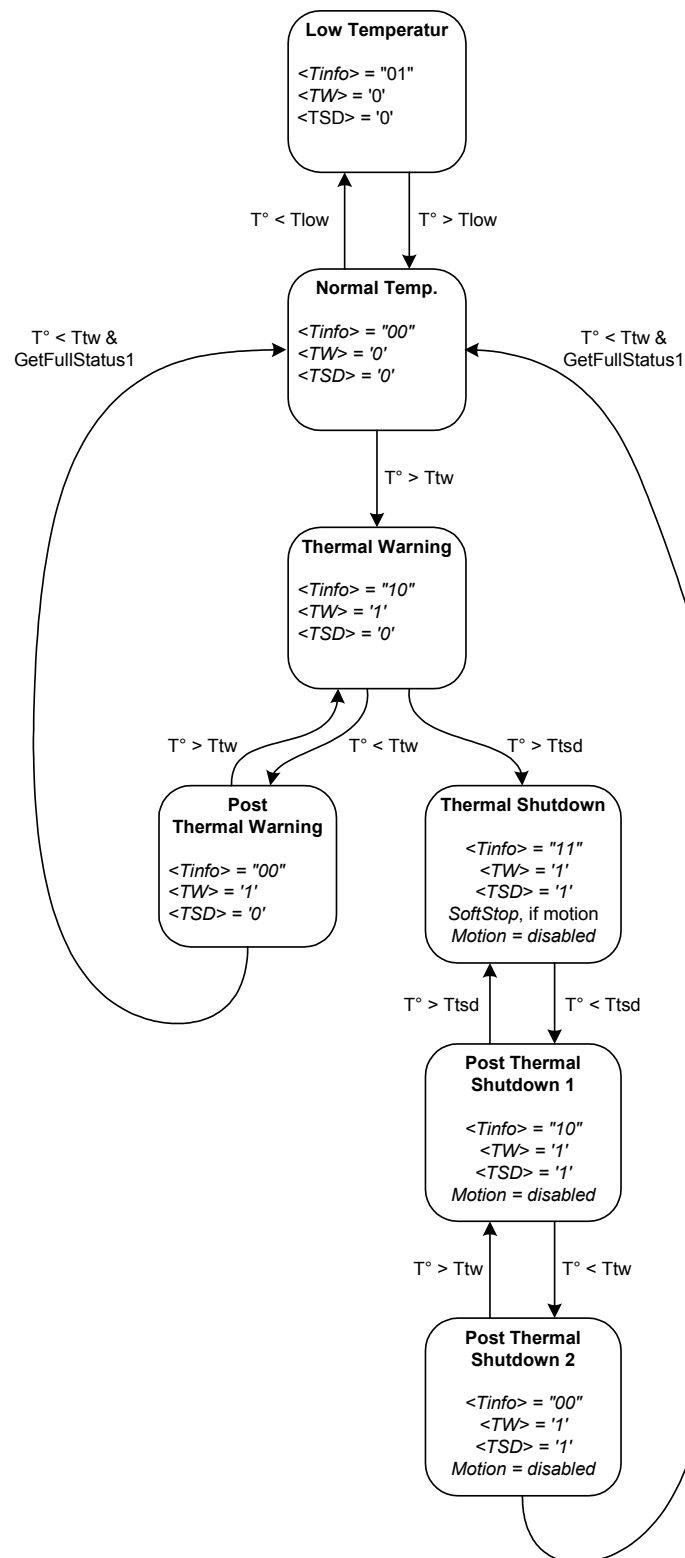 Low Temperatur
<Tinfo> = "01"
<TW> = '0'
<TSD> = '0'
T° < Tlow
T° > Tlow
Normal Temp.
<Tinfo> = "00"
<TW> = '0'
<TSD> = '0'
T° < Ttw &
GetFullStatus1
T° < Ttw &
GetFullStatus1
T° > Ttw
Thermal Warning
<Tinfo> = "10"
<TW> = '1'
<TSD> = '0'
T° > Ttw
T° < Ttw
T° > Ttsd
Post
Thermal Warning
<Tinfo> = "00"
<TW> = '1'
<TSD> = '0'
Thermal Shutdown
<Tinfo> = "11"
<TW> = '1'
<TSD> = '1'
SoftStop, if motion
Motion = disabled
T° > Ttsd
T° < Ttsd
Post Thermal
Shutdown 1
<Tinfo> = "10"
<TW> = '1'
<TSD> = '1'
Motion = disabled
T° > Ttw
T° < Ttw
Post Thermal
Shutdown 2
<Tinfo> = "00"
<TW> = '1'
<TSD> = '1'
Motion = disabled